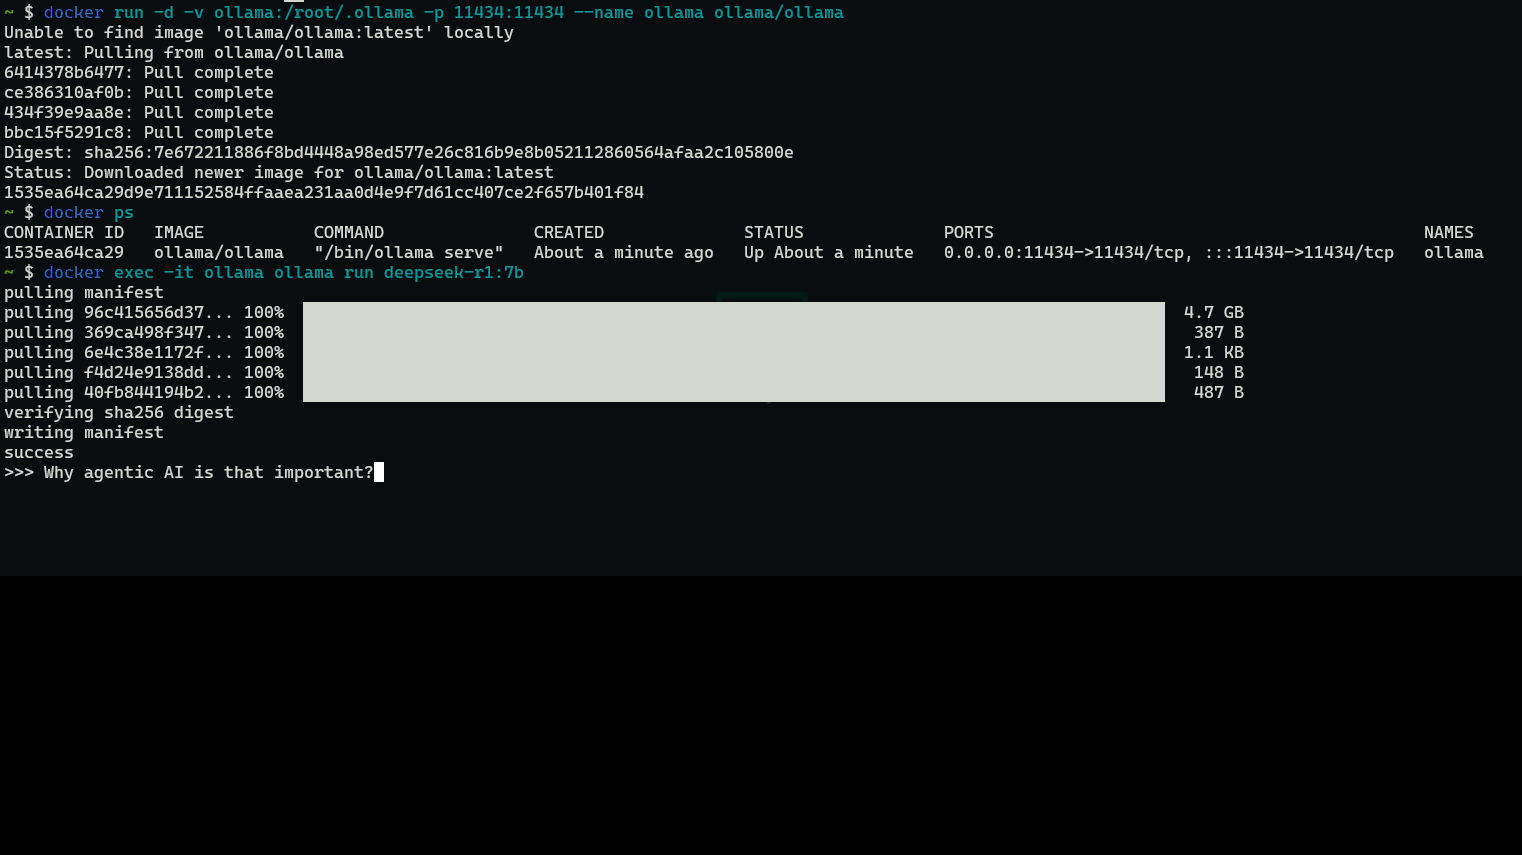 ~ $ docker run -d -v ollama:/root/.ollama -p 11434:11434 --name ollama ollama/ollama
Unable to find image 'ollama/ollama:latest' locally
latest: Pulling from ollama/ollama
6414378b6477: Pull complete
ce386310af0b: Pull complete
434f39e9aa8e: Pull complete
bbc15f5291c8: Pull complete
Digest: sha256:7e672211886f8bd4448a98ed577e26c816b9e8b052112860564afaa2c105800e
Status: Downloaded newer image for ollama/ollama:latest
1535ea64ca29d9e711152584ffaaea231aa0d4e9f7d61cc407ce2f657b401f84
~ $ docker ps
CONTAINER ID   IMAGE           COMMAND               CREATED              STATUS              PORTS                                           NAMES
1535ea64ca29   ollama/ollama   "/bin/ollama serve"   About a minute ago   Up About a minute   0.0.0.0:11434->11434/tcp, :::11434->11434/tcp   ollama
~ $ docker exec -it ollama ollama run deepseek-r1:7b
pulling manifest
pulling 96c415656d37... 100% 4.7 GB
pulling 369ca498f347... 100% 387 B
pulling 6e4c38e1172f... 100% 1.1 KB
pulling f4d24e9138dd... 100% 148 B
pulling 40fb844194b2... 100% 487 B
verifying sha256 digest
writing manifest
success
>>> Why agentic AI is that important?